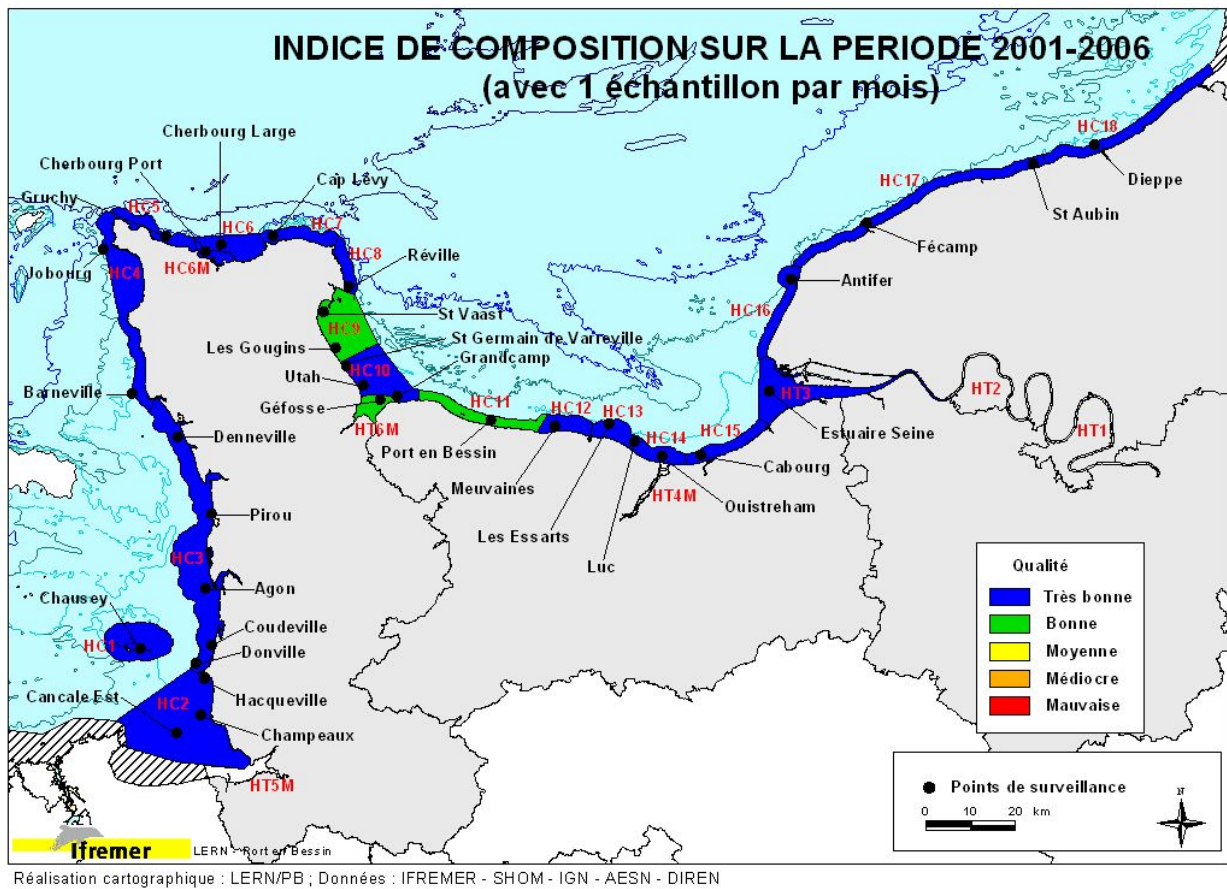 INDICE DE COMPOSITION SUR LA PERIODE 2001-2006
(avec 1 échantillon par mois)
Cherbourg Large
Cherbourg Port
Gruchy
Cap Lévy
HC5
HC6
HC7
HC8
HC6M
Jobourg
HC4
Réville
St Vaast
HC9
Les Gougins
St Germain de Varreville
HC10
Grandcamp
Utah
Géfosse
HT6M
HC11
Port en Bessin
HC12
HC13
HC14
HC15
Meuvaines
Les Essarts
Luc
HT4M
Ouistreham
Cabourg
HC18
Dieppe
HC17
St Aubin
Fécamp
Antifer
HC16
HT3
Estuaire Seine
HT2
HT1
Barneville
Denneville
Pirou
HC3
Agon
Chausey
HC1
Coudeville
Donville
Cancale Est
HC2
Hacqueville
Champeaux
HT5M
Qualité
Très bonne
Bonne
Moyenne
Médiocre
Mauvaise
Points de surveillance
0 10 20 km
N
Ifremer
LERN - Port en Bessin
Réalisation cartographique : LERN/PB ; Données : IFREMER - SHOM - IGN - AESN - DIREN